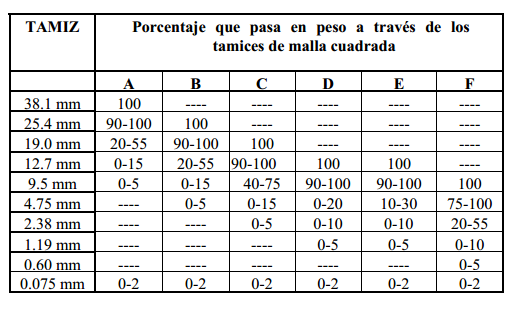 TAMIZ Porcentaje que pasa en peso a través de los
tamices de malla cuadrada
A B C D E F
38.1 mm 100 ---- ---- ---- ---- ----
25.4 mm 90-100 100 ---- ---- ---- ----
19.0 mm 20-55 90-100 100 ---- ---- ----
12.7 mm 0-15 20-55 90-100 100 100 ----
9.5 mm 0-5 0-15 40-75 90-100 90-100 100
4.75 mm ---- 0-5 0-15 0-20 10-30 75-100
2.38 mm ---- ---- 0-5 0-10 0-10 20-55
1.19 mm ---- ---- ---- 0-5 0-5 0-10
0.60 mm ---- ---- ---- ---- ---- 0-5
0.075 mm 0-2 0-2 0-2 0-2 0-2 0-2